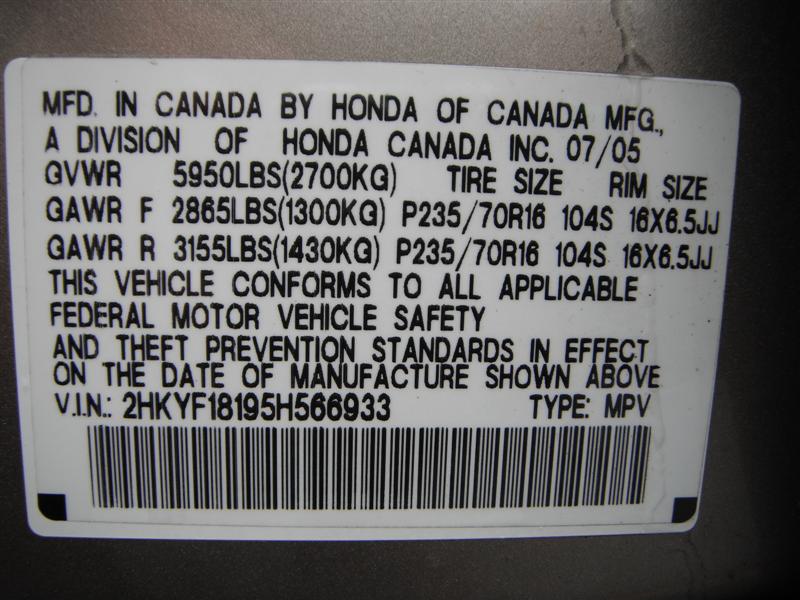 MFD. IN CANADA BY HONDA OF CANADA MFG.,
A DIVISION OF HONDA CANADA INC. 07/05
GVWR 5950LBS(2700KG) TIRE SIZE RIM SIZE
GAWR F 2865LBS(1300KG) P235/70R16 104S 16X6.5JJ
GAWR R 3155LBS(1430KG) P235/70R16 104S 16X6.5JJ
THIS VEHICLE CONFORMS TO ALL APPLICABLE
FEDERAL MOTOR VEHICLE SAFETY
AND THEFT PREVENTION STANDARDS IN EFFECT
ON THE DATE OF MANUFACTURE SHOWN ABOVE
V.I.N.: 2HKYF18195H566933 TYPE: MPV